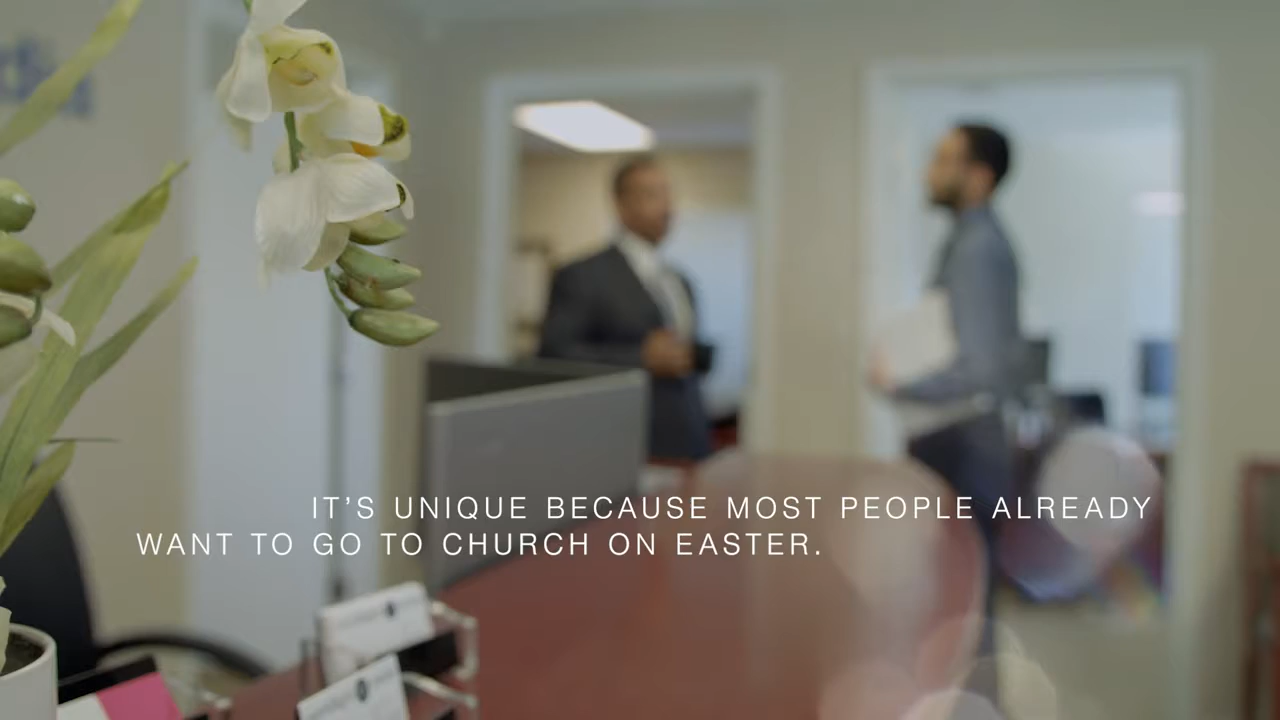 IT’S UNIQUE BECAUSE MOST PEOPLE ALREADY
WANT TO GO TO CHURCH ON EASTER.